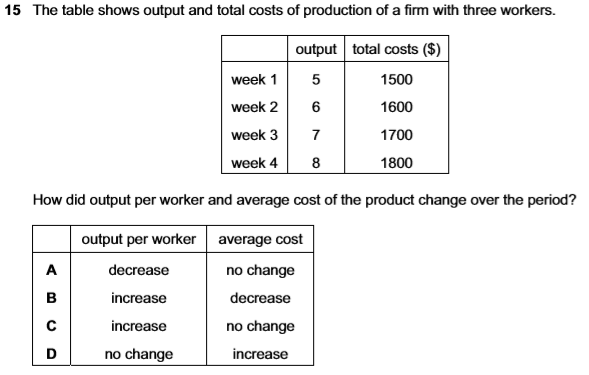 15 The table shows output and total costs of production of a firm with three workers.
output total costs ($)
week 1 5 1500
week 2 6 1600
week 3 7 1700
week 4 8 1800
How did output per worker and average cost of the product change over the period?
output per worker average cost
A decrease no change
B increase decrease
C increase no change
D no change increase